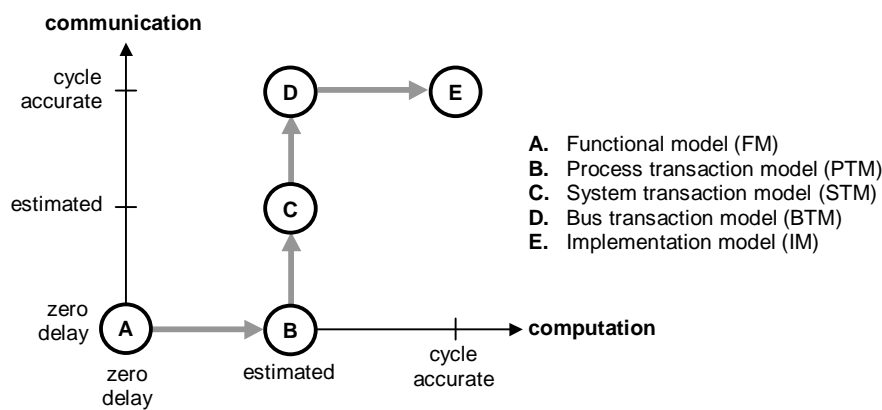 communication
cycle
accurate
D
E
A. Functional model (FM)
B. Process transaction model (PTM)
C. System transaction model (STM)
D. Bus transaction model (BTM)
E. Implementation model (IM)
estimated
C
zero
delay
A
B
computation
zero
delay
estimated
cycle
accurate